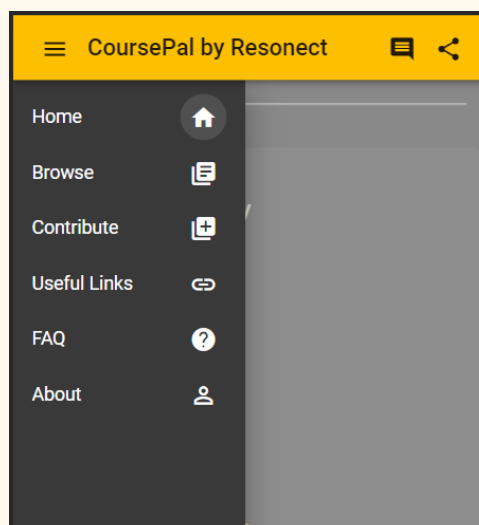 CoursePal by Resonect
Home
Browse
Contribute
Useful Links
FAQ
About